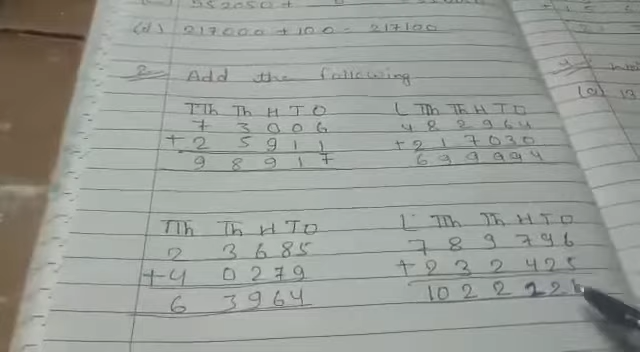 552050 +
(d) 217000 + 100 = 217100
2. Add the following
TTh Th H T O
7 3 0 0 6
+ 2 5 9 1 1
9 8 9 1 7
L TTh Th H T O
4 8 2 9 6 4
+ 2 1 7 0 3 0
6 9 9 9 9 4
TTh Th H T O
2 3 6 8 5
+ 4 0 2 7 9
6 3 9 6 4
L TTh Th H T O
7 8 9 7 9 6
+ 2 3 2 4 2 5
10 2 2 2 2 1
(a) 13